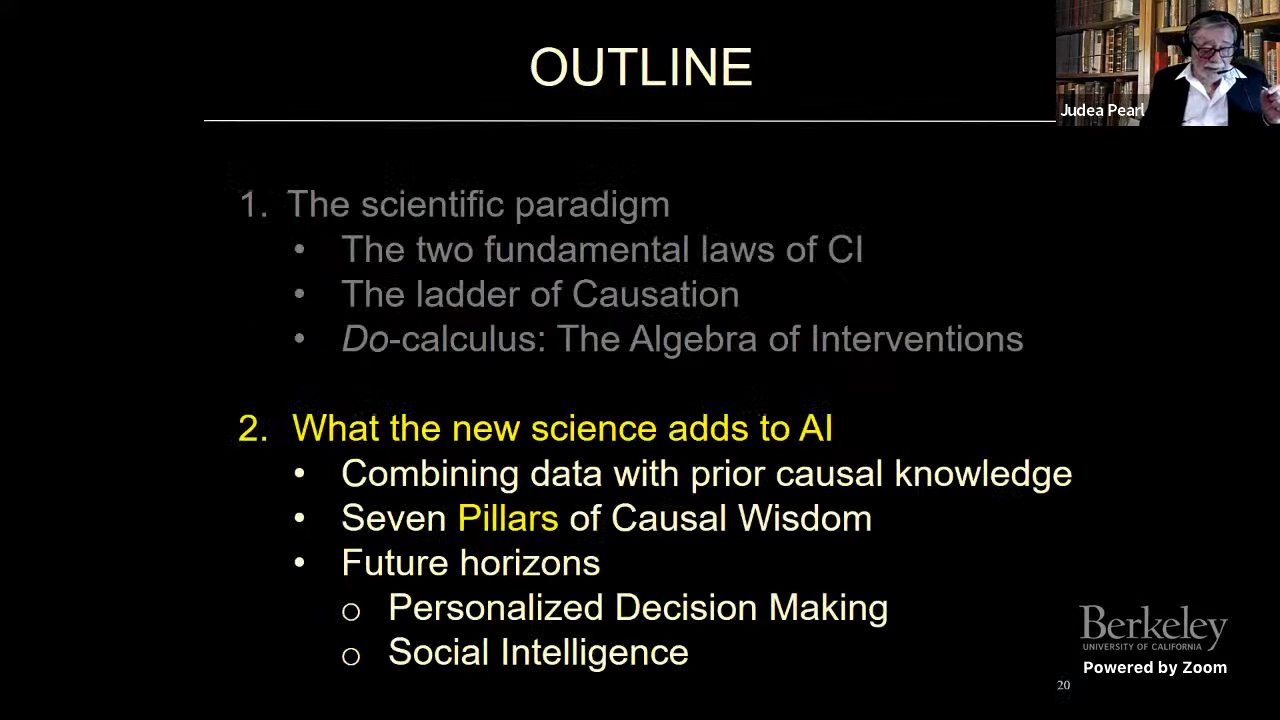 OUTLINE
Judea Pearl
1. The scientific paradigm
• The two fundamental laws of CI
• The ladder of Causation
• Do-calculus: The Algebra of Interventions
2. What the new science adds to AI
• Combining data with prior causal knowledge
• Seven Pillars of Causal Wisdom
• Future horizons
o Personalized Decision Making
o Social Intelligence
Berkeley
UNIVERSITY OF CALIFORNIA
Powered by Zoom
20